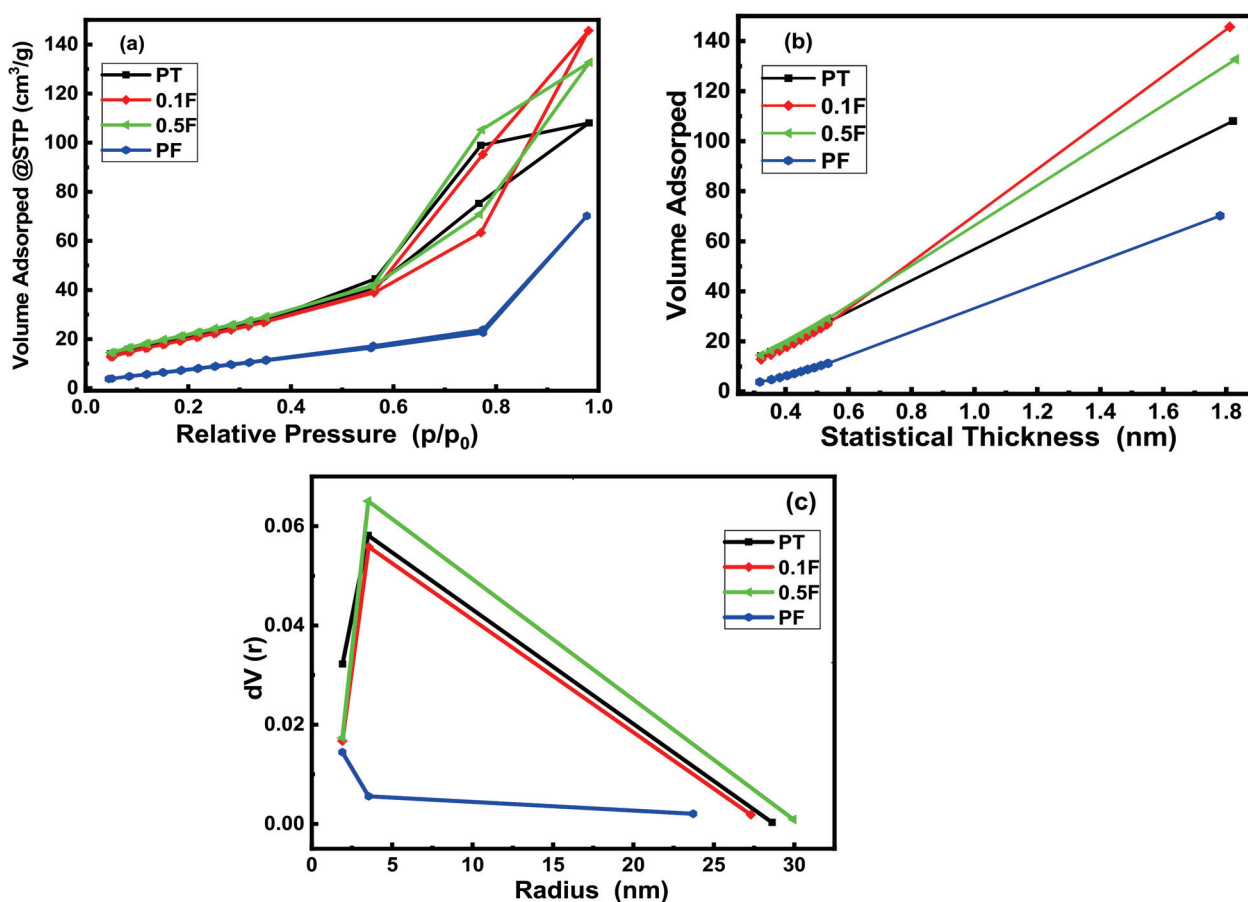 (a)
PT
0.1F
0.5F
PF
Volume Adsorped @STP (cm³/g)
140
120
100
80
60
40
20
0
0.0 0.2 0.4 0.6 0.8 1.0
Relative Pressure (p/p₀)
(b)
PT
0.1F
0.5F
PF
Volume Adsorped
140
120
100
80
60
40
20
0
0.4 0.6 0.8 1.0 1.2 1.4 1.6 1.8
Statistical Thickness (nm)
(c)
PT
0.1F
0.5F
PF
dV (r)
0.06
0.04
0.02
0.00
0 5 10 15 20 25 30
Radius (nm)